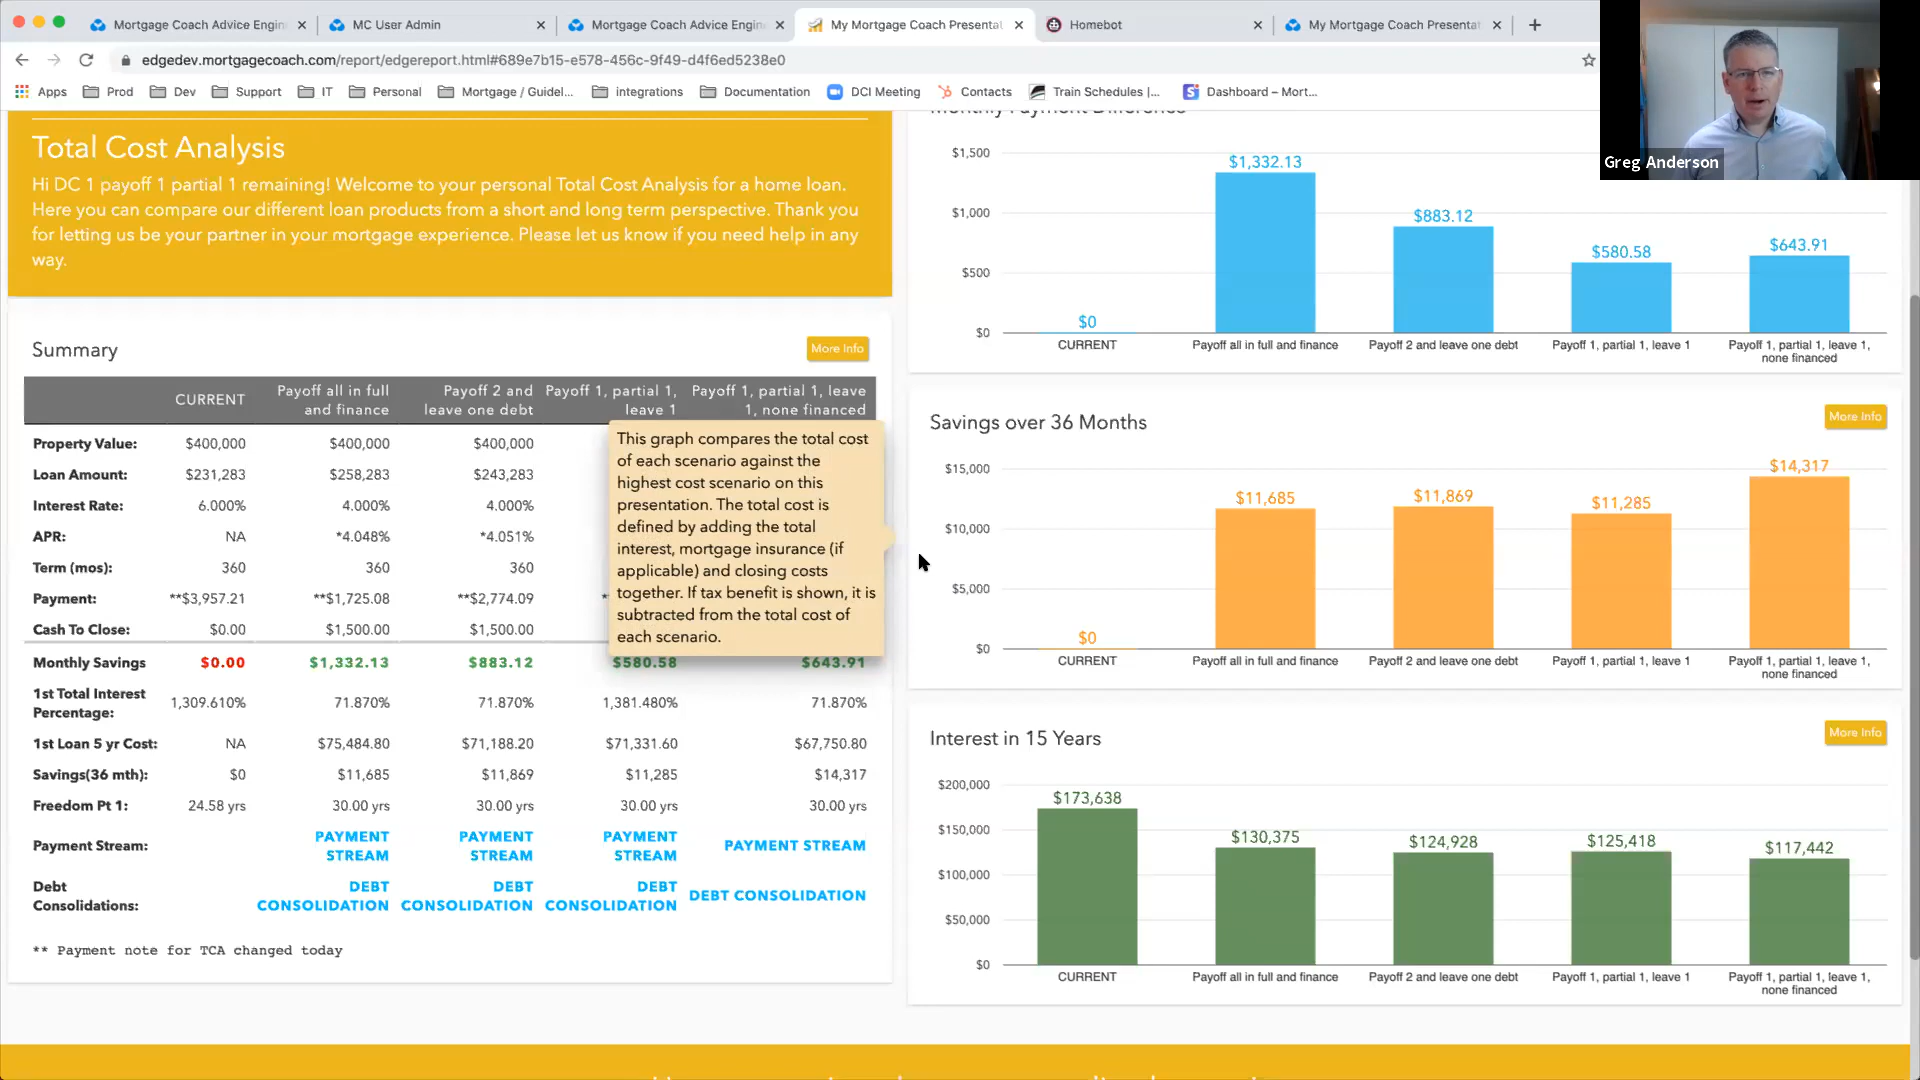 Mortgage Coach Advice Engin
MC User Admin
Mortgage Coach Advice Engin
My Mortgage Coach Presentat
Homebot
My Mortgage Coach Presentat
edgedev.mortgagecoach.com/report/edgereport.html#689e7b15-e578-456c-9f49-d4f6ed5238e0
Apps Prod Dev Support IT Personal Mortgage / Guidel... integrations Documentation DCI Meeting Contacts Train Schedules |... Dashboard – Mort...
Greg Anderson
Total Cost Analysis
Hi DC 1 payoff 1 partial 1 remaining! Welcome to your personal Total Cost Analysis for a home loan.
Here you can compare our different loan products from a short and long term perspective. Thank you
for letting us be your partner in your mortgage experience. Please let us know if you need help in any
way.
Summary
More Info
CURRENT
Payoff all in full
and finance
Payoff 2 and
leave one debt
Payoff 1, partial 1,
leave 1
Payoff 1, partial 1, leave
1, none financed
Property Value: $400,000 $400,000 $400,000
Loan Amount: $231,283 $258,283 $243,283
Interest Rate: 6.000% 4.000% 4.000%
APR: NA *4.048% *4.051%
Term (mos): 360 360 360
Payment: **$3,957.21 **$1,725.08 **$2,774.09 **
Cash To Close: $0.00 $1,500.00 $1,500.00
Monthly Savings $0.00 $1,332.13 $883.12 $580.58 $643.91
1st Total Interest
Percentage: 1,309.610% 71.870% 71.870% 1,381.480% 71.870%
1st Loan 5 yr Cost: NA $75,484.80 $71,188.20 $71,331.60 $67,750.80
Savings(36 mth): $0 $11,685 $11,869 $11,285 $14,317
Freedom Pt 1: 24.58 yrs 30.00 yrs 30.00 yrs 30.00 yrs 30.00 yrs
Payment Stream:
PAYMENT
STREAM
PAYMENT
STREAM
PAYMENT
STREAM
PAYMENT STREAM
Debt
Consolidations:
DEBT
CONSOLIDATION
DEBT
CONSOLIDATION
DEBT
CONSOLIDATION
DEBT CONSOLIDATION
** Payment note for TCA changed today
This graph compares the total cost
of each scenario against the
highest cost scenario on this
presentation. The total cost is
defined by adding the total
interest, mortgage insurance (if
applicable) and closing costs
together. If tax benefit is shown, it is
subtracted from the total cost of
each scenario.
Monthly Payment Difference
$1,500
$1,000
$500
$0
$0
$1,332.13
$883.12
$580.58
$643.91
CURRENT
Payoff all in full and finance
Payoff 2 and leave one debt
Payoff 1, partial 1, leave 1
Payoff 1, partial 1, leave 1,
none financed
Savings over 36 Months
More Info
$15,000
$10,000
$5,000
$0
$0
$11,685
$11,869
$11,285
$14,317
CURRENT
Payoff all in full and finance
Payoff 2 and leave one debt
Payoff 1, partial 1, leave 1
Payoff 1, partial 1, leave 1,
none financed
Interest in 15 Years
More Info
$200,000
$150,000
$100,000
$50,000
$0
$173,638
$130,375
$124,928
$125,418
$117,442
CURRENT
Payoff all in full and finance
Payoff 2 and leave one debt
Payoff 1, partial 1, leave 1
Payoff 1, partial 1, leave 1,
none financed